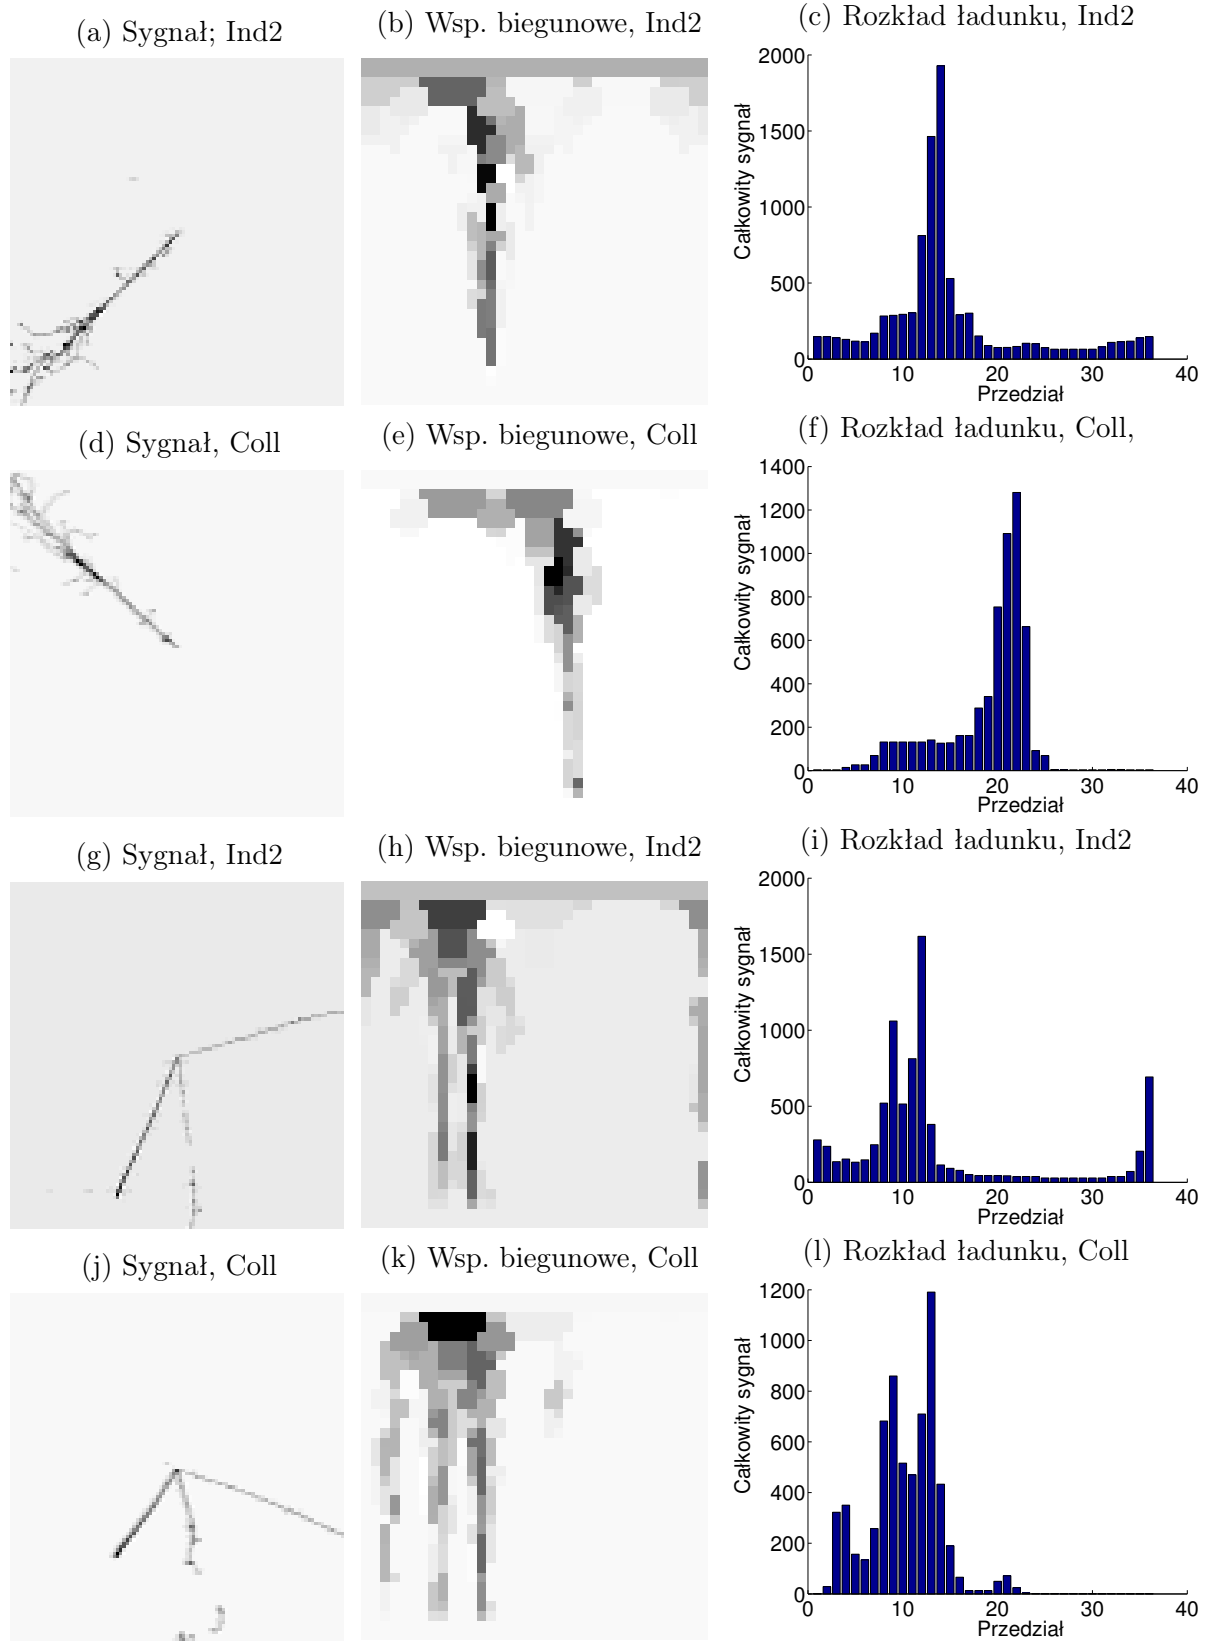 (a) Sygnał; Ind2
(b) Wsp. biegunowe, Ind2
(c) Rozkład ładunku, Ind2
Całkowity sygnał
2000
1500
1000
500
0
0 10 20 30 40
Przedział
(d) Sygnał, Coll
(e) Wsp. biegunowe, Coll
(f) Rozkład ładunku, Coll,
Całkowity sygnał
1400
1200
1000
800
600
400
200
0
0 10 20 30 40
Przedział
(g) Sygnał, Ind2
(h) Wsp. biegunowe, Ind2
(i) Rozkład ładunku, Ind2
Całkowity sygnał
2000
1500
1000
500
0
0 10 20 30 40
Przedział
(j) Sygnał, Coll
(k) Wsp. biegunowe, Coll
(l) Rozkład ładunku, Coll
Całkowity sygnał
1200
1000
800
600
400
200
0
0 10 20 30 40
Przedział